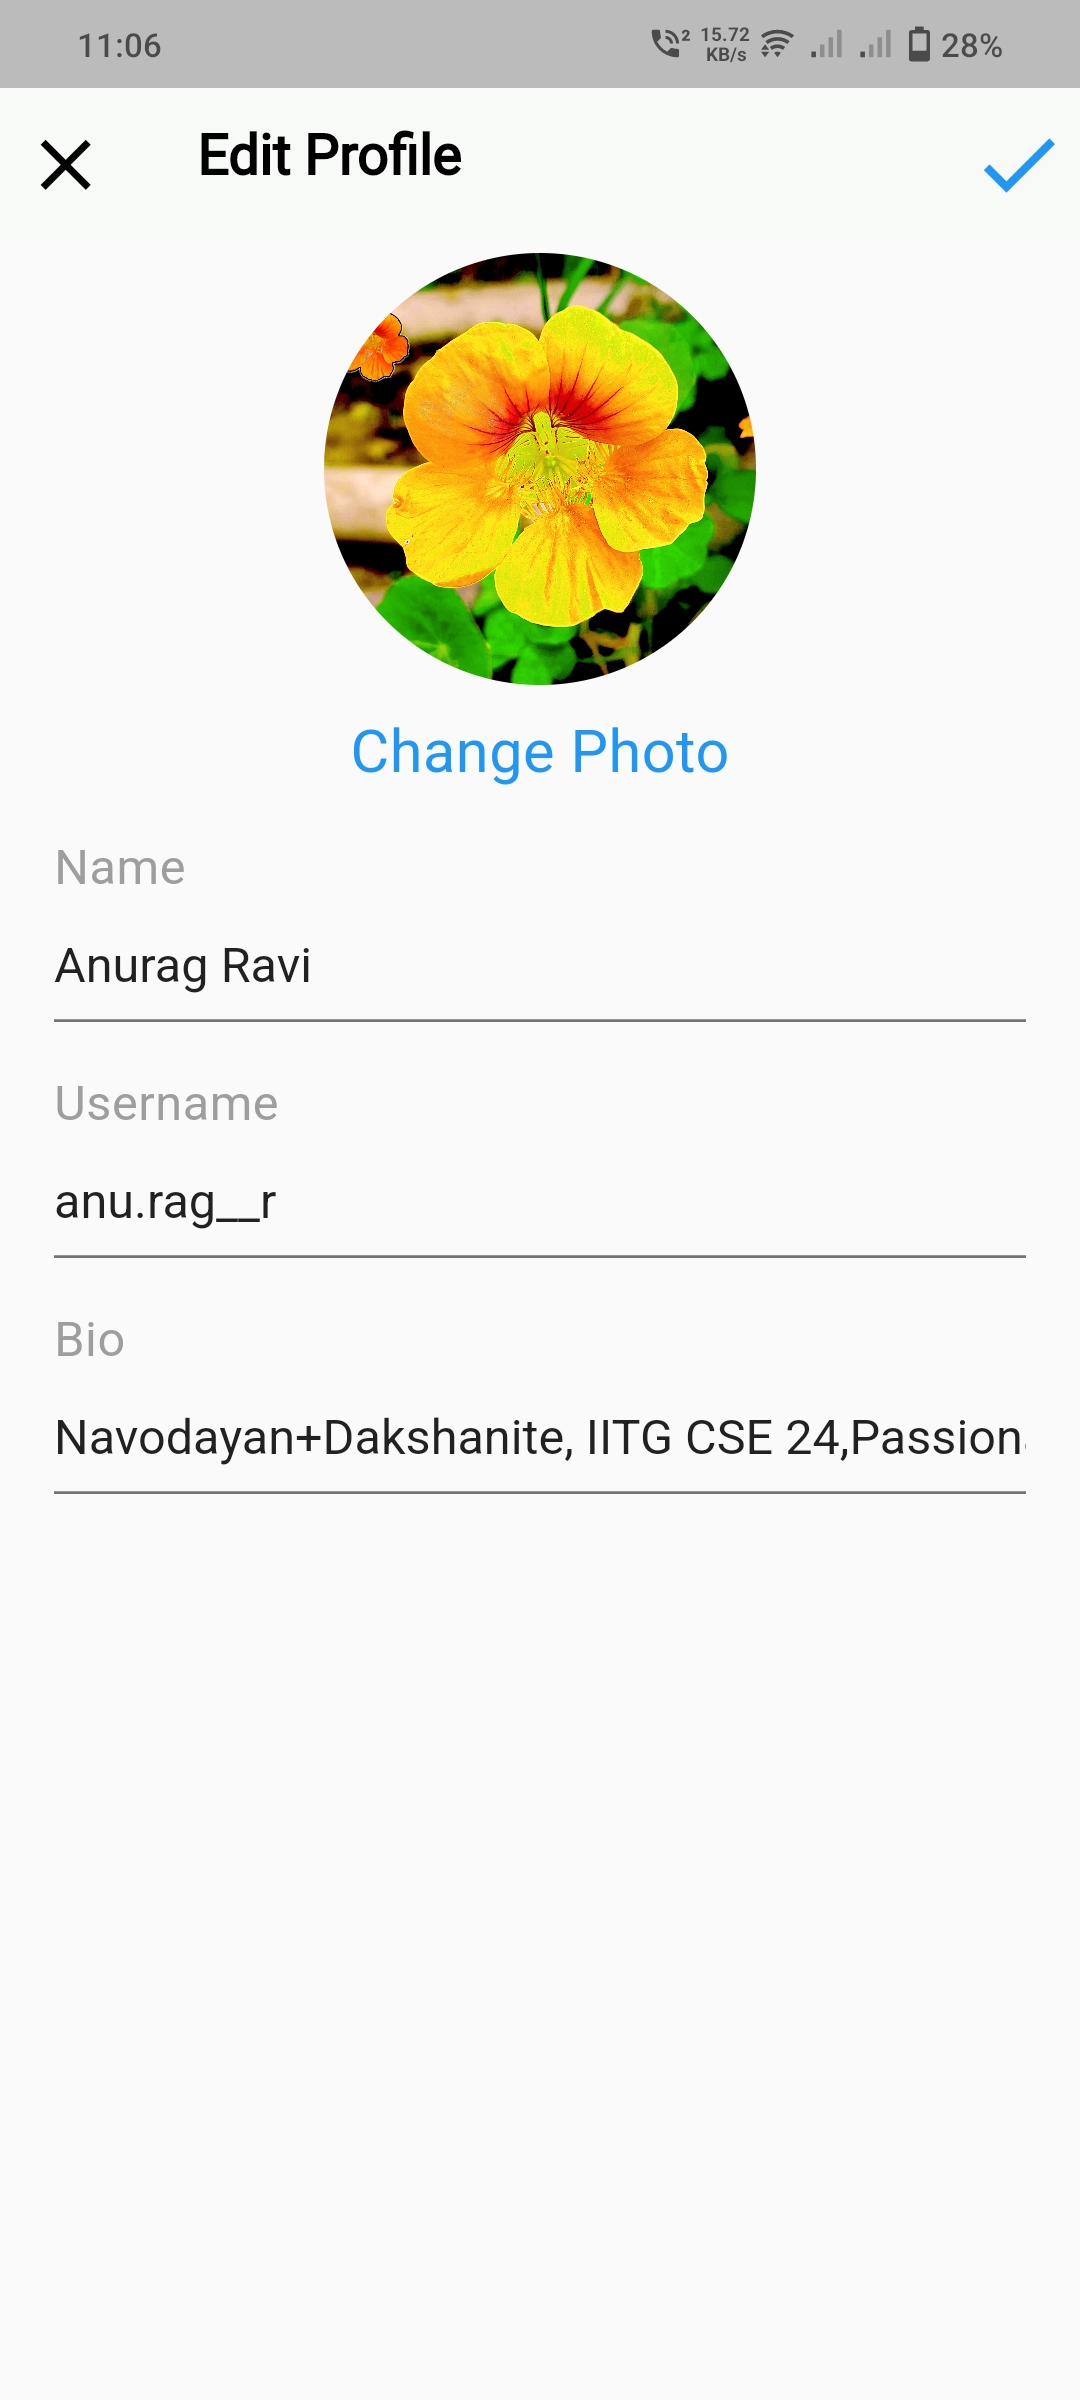 11:06 2 15.72 KB/s 28%
Edit Profile
Change Photo
Name
Anurag Ravi
Username
anu.rag__r
Bio
Navodayan+Dakshanite, IITG CSE 24,Passion